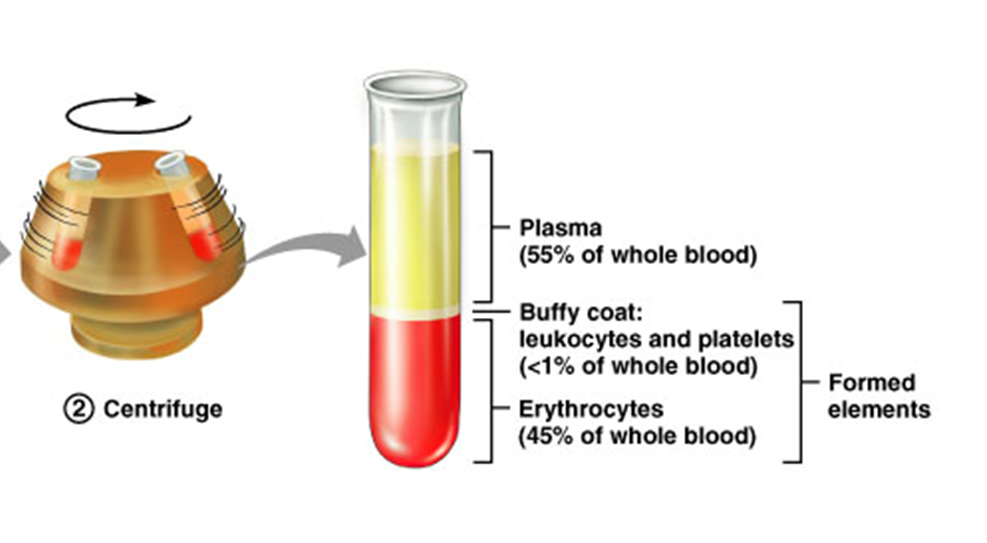 ② Centrifuge
Plasma
(55% of whole blood)
Buffy coat:
leukocytes and platelets
(<1% of whole blood)
Erythrocytes
(45% of whole blood)
Formed
elements